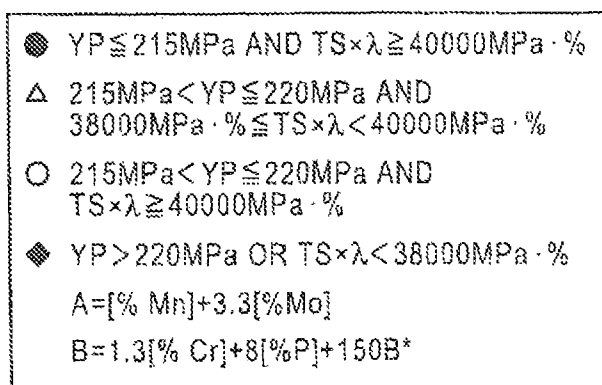 ● YP≦215MPa AND TS×λ≧40000MPa·%
△ 215MPa<YP≦220MPa AND
38000MPa·%≦TS×λ<40000MPa·%
○ 215MPa<YP≦220MPa AND
TS×λ≧40000MPa·%
◆ YP>220MPa OR TS×λ<38000MPa·%
A=[% Mn]+3.3[%Mo]
B=1.3[% Cr]+8[%P]+150B*